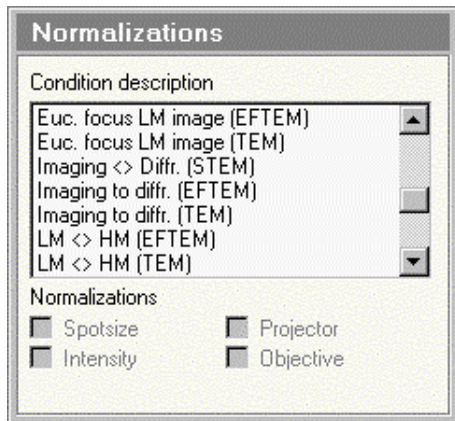 Normalizations
Condition description
Euc. focus LM image (EFTEM)
Euc. focus LM image (TEM)
Imaging <> Diffr. (STEM)
Imaging to diffr. (EFTEM)
Imaging to diffr. (TEM)
LM <> HM (EFTEM)
LM <> HM (TEM)
Normalizations
Spotsize Projector
Intensity Objective